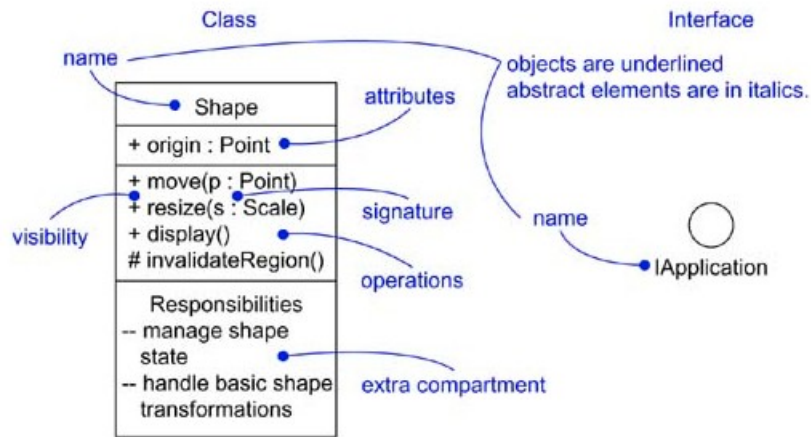 Class
Interface
name
objects are underlined
abstract elements are in italics.
Shape
attributes
+ origin : Point
+ move(p : Point)
+ resize(s : Scale)
+ display()
# invalidateRegion()
visibility
signature
operations
name
IApplication
Responsibilities
-- manage shape
state
-- handle basic shape
transformations
extra compartment